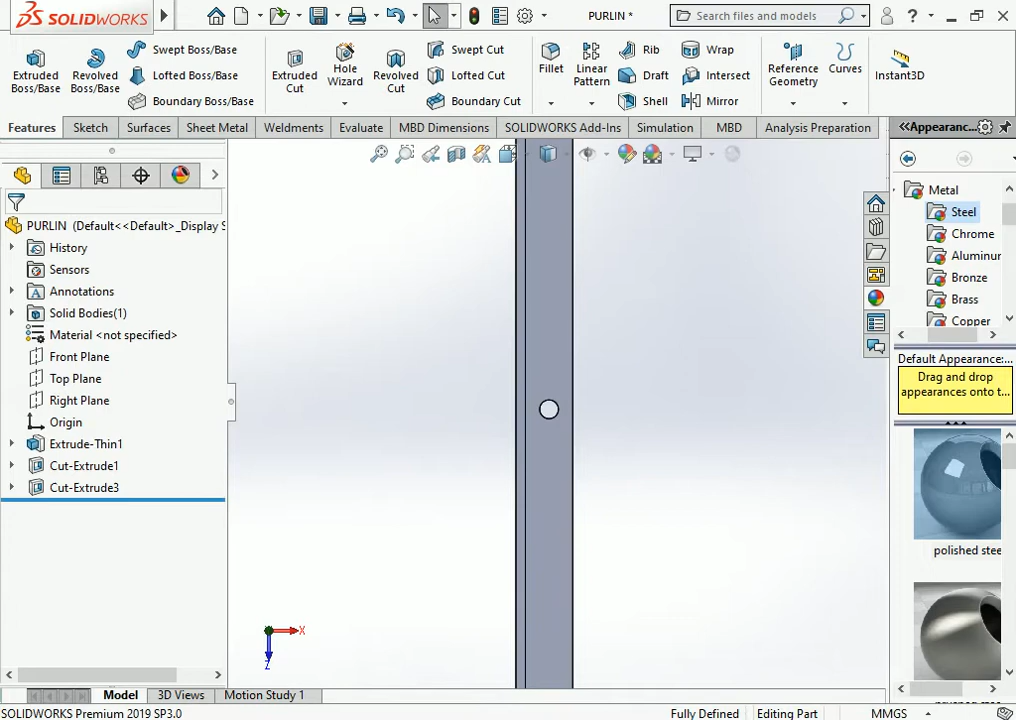 SOLIDWORKS
PURLIN *
Search files and models
Extruded Boss/Base
Revolved Boss/Base
Swept Boss/Base
Lofted Boss/Base
Boundary Boss/Base
Extruded Cut
Hole Wizard
Revolved Cut
Swept Cut
Lofted Cut
Boundary Cut
Fillet
Linear Pattern
Rib
Draft
Shell
Wrap
Intersect
Mirror
Reference Geometry
Curves
Instant3D
Features
Sketch
Surfaces
Sheet Metal
Weldments
Evaluate
MBD Dimensions
SOLIDWORKS Add-Ins
Simulation
MBD
Analysis Preparation
<<Appearanc...
PURLIN (Default<<Default>_Display S
History
Sensors
Annotations
Solid Bodies(1)
Material <not specified>
Front Plane
Top Plane
Right Plane
Origin
Extrude-Thin1
Cut-Extrude1
Cut-Extrude3
X
Z
Metal
Steel
Chrome
Aluminur
Bronze
Brass
Copper
Default Appearance:...
Drag and drop
appearances onto t...
polished stee
Model
3D Views
Motion Study 1
SOLIDWORKS Premium 2019 SP3.0
Fully Defined
Editing Part
MMGS